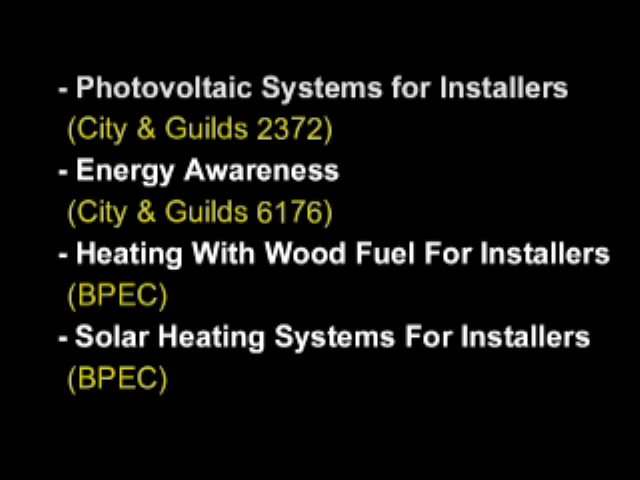 - Photovoltaic Systems for Installers
(City & Guilds 2372)
- Energy Awareness
(City & Guilds 6176)
- Heating With Wood Fuel For Installers
(BPEC)
- Solar Heating Systems For Installers
(BPEC)